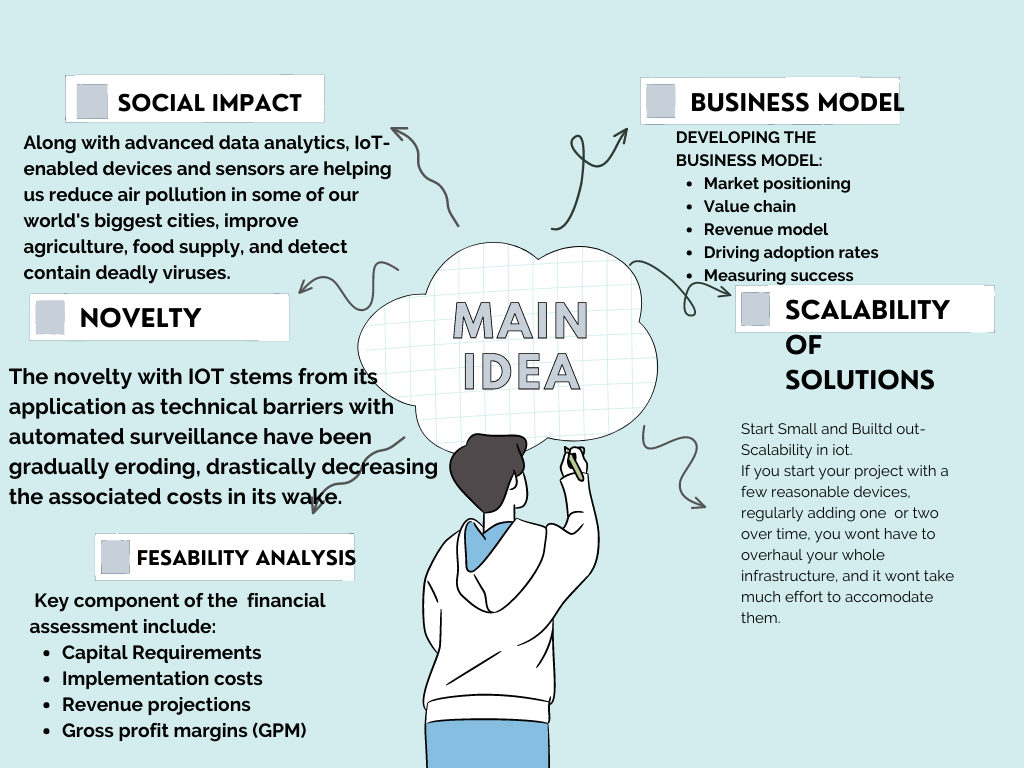 SOCIAL IMPACT
Along with advanced data analytics, IoT-
enabled devices and sensors are helping
us reduce air pollution in some of our
world's biggest cities, improve
agriculture, food supply, and detect
contain deadly viruses.
NOVELTY
The novelty with IOT stems from its
application as technical barriers with
automated surveillance have been
gradually eroding, drastically decreasing
the associated costs in its wake.
FESABILITY ANALYSIS
Key component of the financial
assessment include:
• Capital Requirements
• Implementation costs
• Revenue projections
• Gross profit margins (GPM)
MAIN
IDEA
BUSINESS MODEL
DEVELOPING THE
BUSINESS MODEL:
• Market positioning
• Value chain
• Revenue model
• Driving adoption rates
• Measuring success
SCALABILITY
OF
SOLUTIONS
Start Small and Builtd out-
Scalability in iot.
If you start your project with a
few reasonable devices,
regularly adding one or two
over time, you wont have to
overhaul your whole
infrastructure, and it wont take
much effort to accomodate
them.